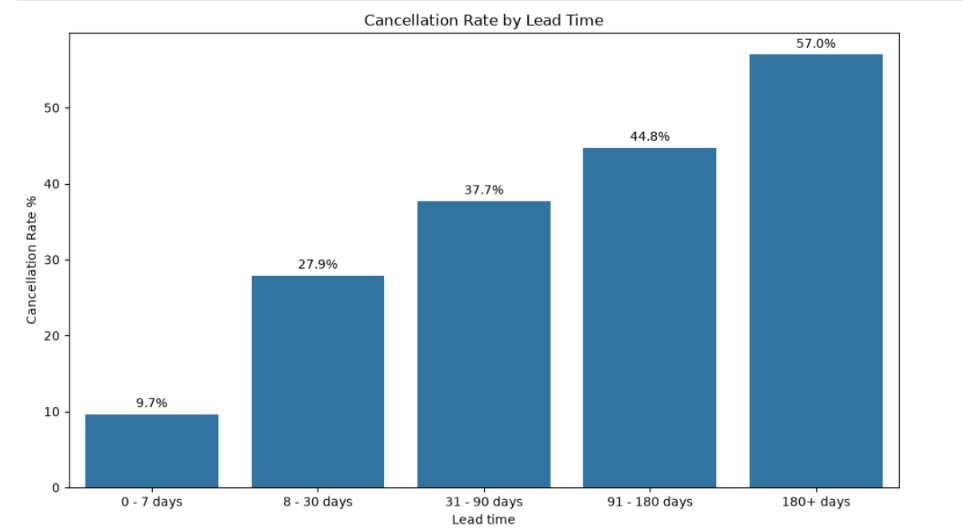 Cancellation Rate by Lead Time
57.0%
50
44.8%
40
37.7%
Cancellation Rate %
30
27.9%
20
10
9.7%
0
0 - 7 days
8 - 30 days
31 - 90 days
91 - 180 days
180+ days
Lead time